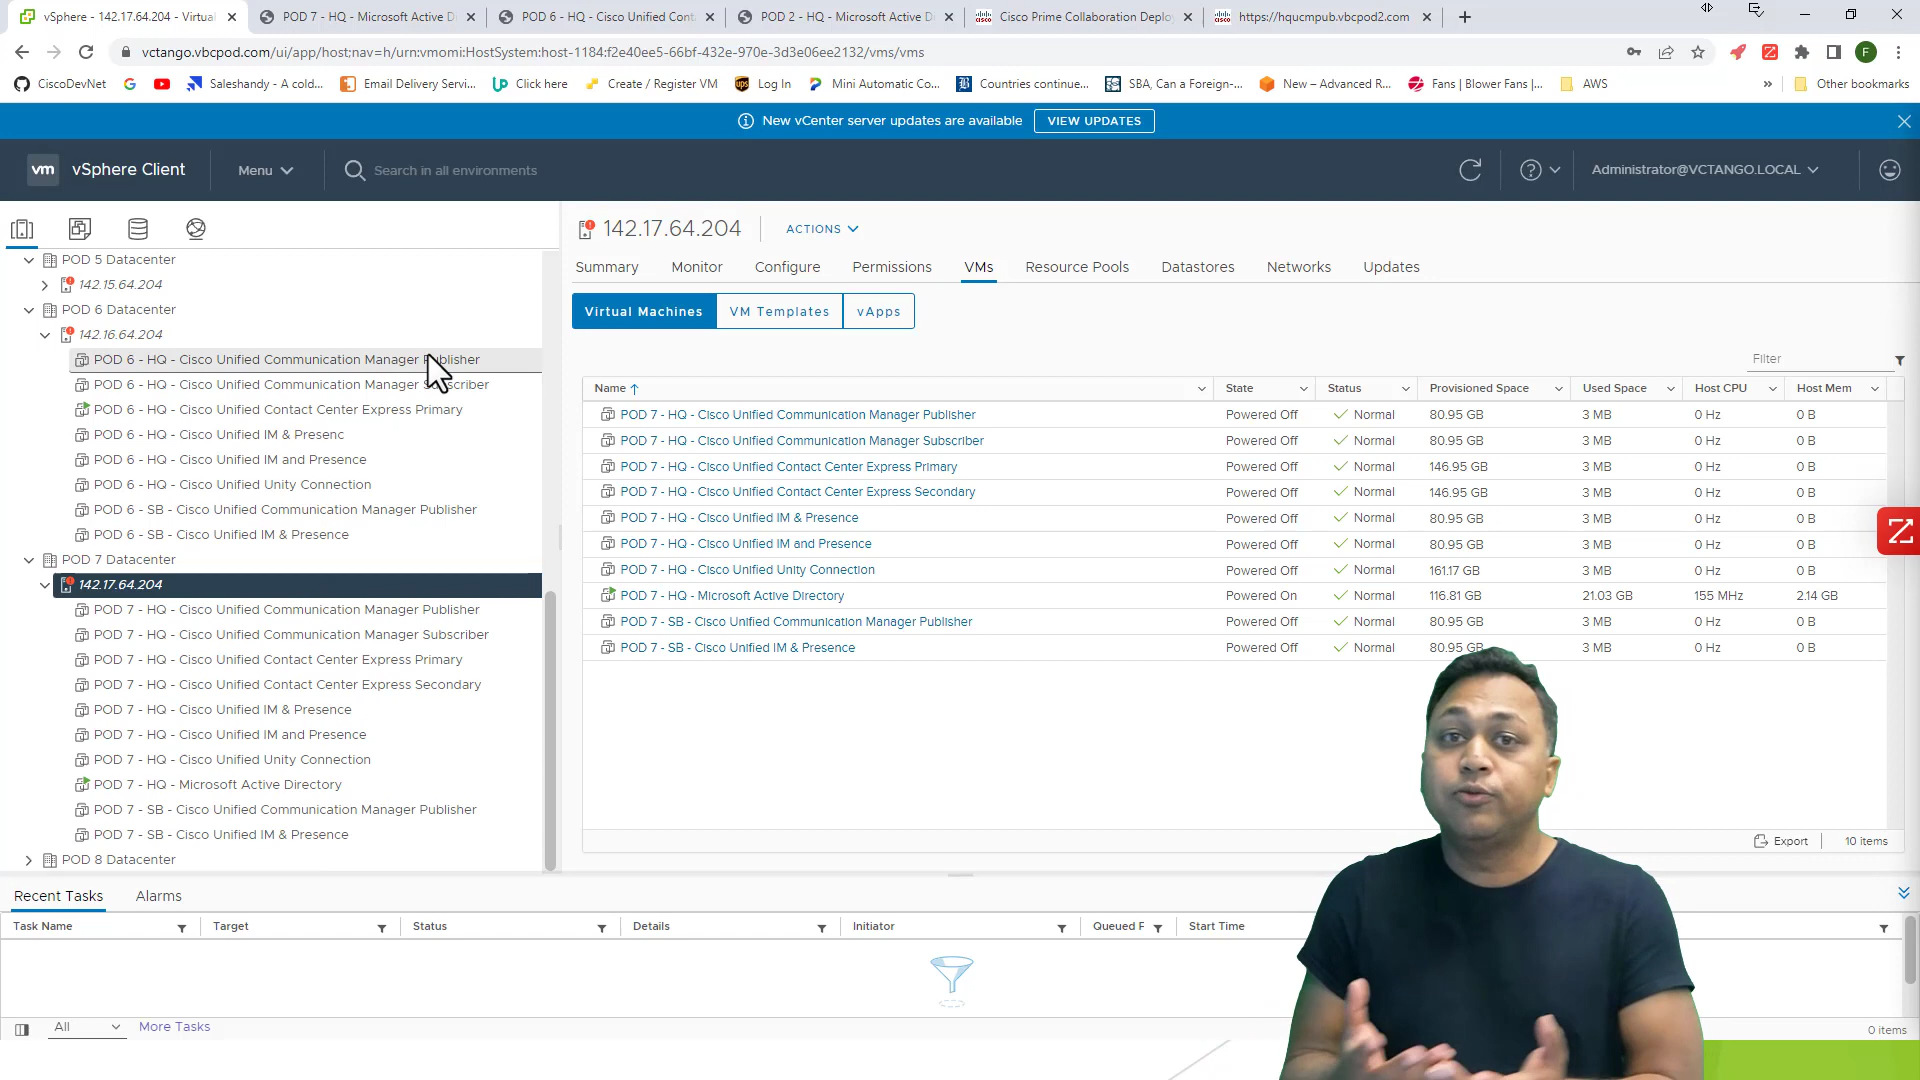 vSphere - 142.17.64.204 - Virtual
POD 7 - HQ - Microsoft Active D
POD 6 - HQ - Cisco Unified Cont
POD 2 - HQ - Microsoft Active D
Cisco Prime Collaboration Deplo
https://hqucmpub.vbcpod2.com
vctango.vbcpod.com/ui/app/host;nav=h/urn:vmomi:HostSystem:host-1184:f2e40ee5-66bf-432e-970e-3d3e06ee2132/vms/vms
F
CiscoDevNet
Saleshandy - A cold...
Email Delivery Servi...
Click here
Create / Register VM
Log In
Mini Automatic Co...
Countries continue...
SBA, Can a Foreign-...
New – Advanced R...
Fans | Blower Fans |...
AWS
Other bookmarks
New vCenter server updates are available
VIEW UPDATES
vm
vSphere Client
Menu
Search in all environments
Administrator@VCTANGO.LOCAL
POD 5 Datacenter
142.15.64.204
POD 6 Datacenter
142.16.64.204
POD 6 - HQ - Cisco Unified Communication Manager Publisher
POD 6 - HQ - Cisco Unified Communication Manager Subscriber
POD 6 - HQ - Cisco Unified Contact Center Express Primary
POD 6 - HQ - Cisco Unified IM & Presenc
POD 6 - HQ - Cisco Unified IM and Presence
POD 6 - HQ - Cisco Unified Unity Connection
POD 6 - SB - Cisco Unified Communication Manager Publisher
POD 6 - SB - Cisco Unified IM & Presence
POD 7 Datacenter
142.17.64.204
POD 7 - HQ - Cisco Unified Communication Manager Publisher
POD 7 - HQ - Cisco Unified Communication Manager Subscriber
POD 7 - HQ - Cisco Unified Contact Center Express Primary
POD 7 - HQ - Cisco Unified Contact Center Express Secondary
POD 7 - HQ - Cisco Unified IM & Presence
POD 7 - HQ - Cisco Unified IM and Presence
POD 7 - HQ - Cisco Unified Unity Connection
POD 7 - HQ - Microsoft Active Directory
POD 7 - SB - Cisco Unified Communication Manager Publisher
POD 7 - SB - Cisco Unified IM & Presence
POD 8 Datacenter
142.17.64.204
ACTIONS
Summary Monitor Configure Permissions VMs Resource Pools Datastores Networks Updates
Virtual Machines VM Templates vApps
Filter
Name State Status Provisioned Space Used Space Host CPU Host Mem
POD 7 - HQ - Cisco Unified Communication Manager Publisher Powered Off Normal 80.95 GB 3 MB 0 Hz 0 B
POD 7 - HQ - Cisco Unified Communication Manager Subscriber Powered Off Normal 80.95 GB 3 MB 0 Hz 0 B
POD 7 - HQ - Cisco Unified Contact Center Express Primary Powered Off Normal 146.95 GB 3 MB 0 Hz 0 B
POD 7 - HQ - Cisco Unified Contact Center Express Secondary Powered Off Normal 146.95 GB 3 MB 0 Hz 0 B
POD 7 - HQ - Cisco Unified IM & Presence Powered Off Normal 80.95 GB 3 MB 0 Hz 0 B
POD 7 - HQ - Cisco Unified IM and Presence Powered Off Normal 80.95 GB 3 MB 0 Hz 0 B
POD 7 - HQ - Cisco Unified Unity Connection Powered Off Normal 161.17 GB 3 MB 0 Hz 0 B
POD 7 - HQ - Microsoft Active Directory Powered On Normal 116.81 GB 21.03 GB 155 MHz 2.14 GB
POD 7 - SB - Cisco Unified Communication Manager Publisher Powered Off Normal 80.95 GB 3 MB 0 Hz 0 B
POD 7 - SB - Cisco Unified IM & Presence Powered Off Normal 80.95 GB 3 MB 0 Hz 0 B
Export 10 items
Recent Tasks Alarms
Task Name Target Status Details Initiator Queued F Start Time
All More Tasks
0 items